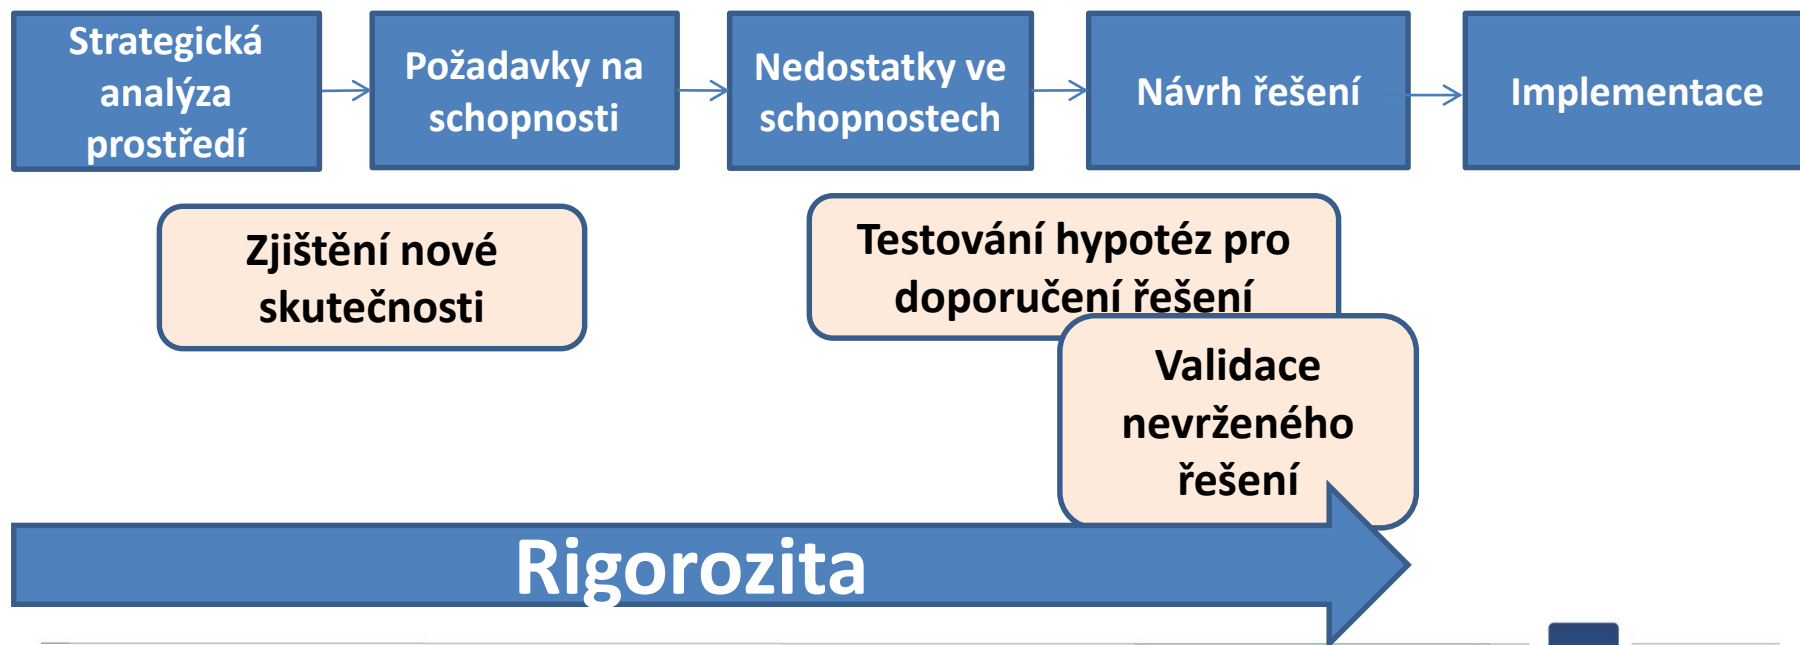 Strategická
analýza
prostředí
Požadavky na
schopnosti
Nedostatky ve
schopnostech
Návrh řešení
Implementace
Zjištění nové
skutečnosti
Testování hypotéz pro
doporučení řešení
Validace
nevrženého
řešení
Rigorozita